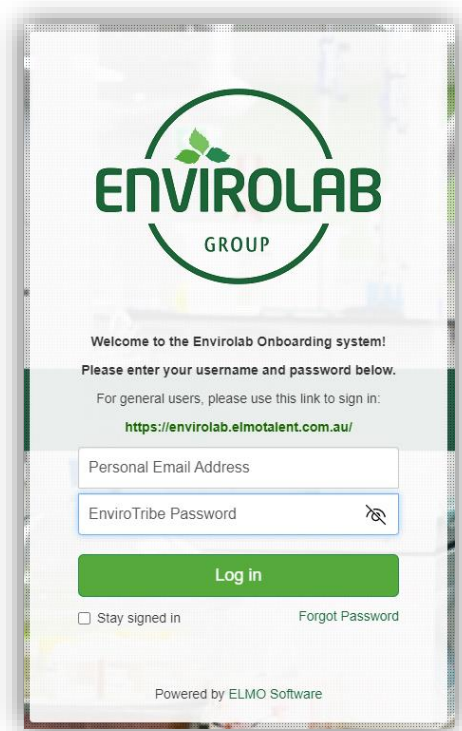 ENVIROLAB
GROUP
Welcome to the Envirolab Onboarding system!
Please enter your username and password below.
For general users, please use this link to sign in:
https://envirolab.elmotalent.com.au/
Personal Email Address
EnviroTribe Password
Log in
Stay signed in Forgot Password
Powered by ELMO Software